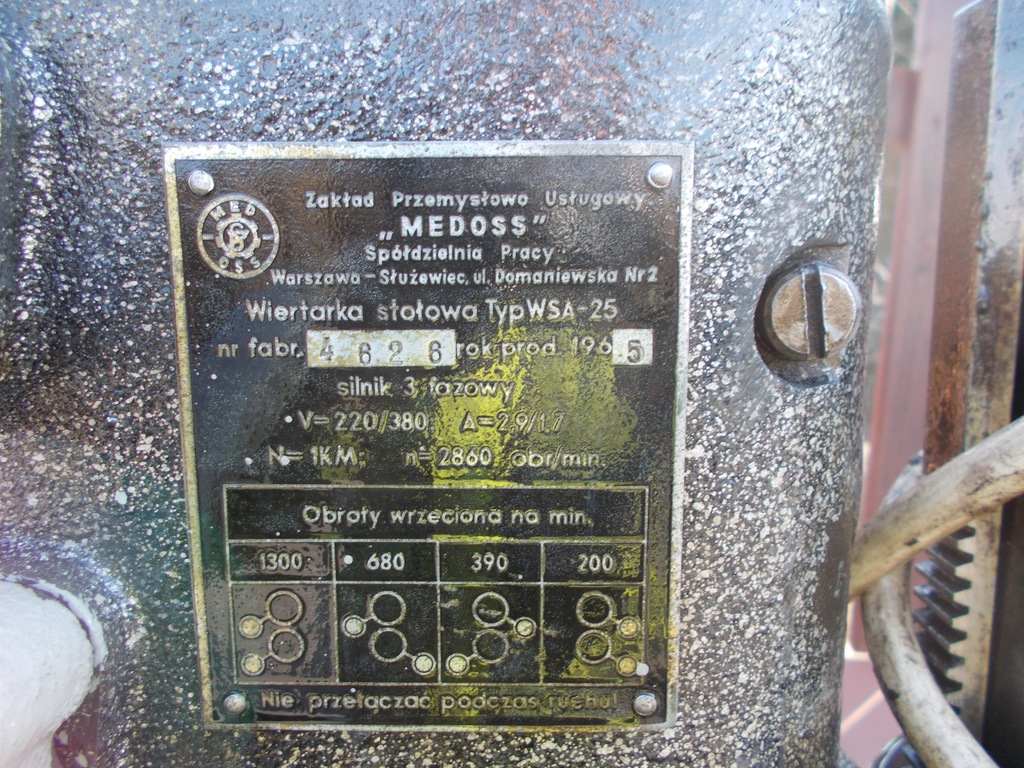 MED
OSS
Zakład Przemysłowo Usługowy
„MEDOSS”
Spółdzielnia Pracy
Warszawa-Służewiec, ul. Domaniewska Nr 2
Wiertarka stołowa Typ WSA-25
nr fabr. 4626 rok prod. 1965
silnik 3 fazowy
V=220/380; A=2,9/1,7
N=1KM; n=2860 obr/min.
Obroty wrzeciona na min.
1300 680 390 200
Nie przełączać podczas ruchu!